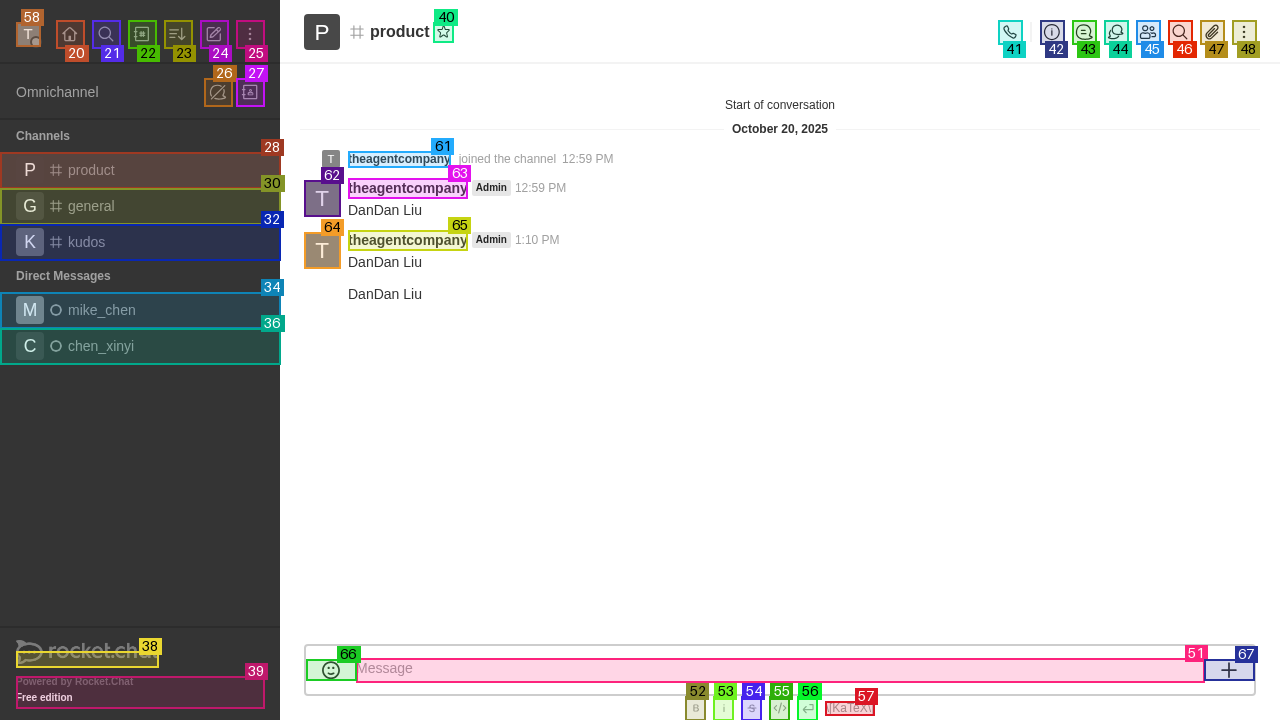 58
T
20
21
22
23
24
25
P
product
40
41
42
43
44
45
46
47
48
Omnichannel
26
27
Start of conversation
October 20, 2025
Channels
28
P product
30
G general
32
K kudos
Direct Messages
34
M mike_chen
36
C chen_xinyi
61
T theagentcompany joined the channel 12:59 PM
62
63
T theagentcompany Admin 12:59 PM
DanDan Liu
64
65
T theagentcompany Admin 1:10 PM
DanDan Liu
DanDan Liu
38
rocket.cha
39
Powered by Rocket.Chat
Free edition
66
Message
51
67
52
53
54
55
56
57
B
i
S
</>
\[KaTeX\]